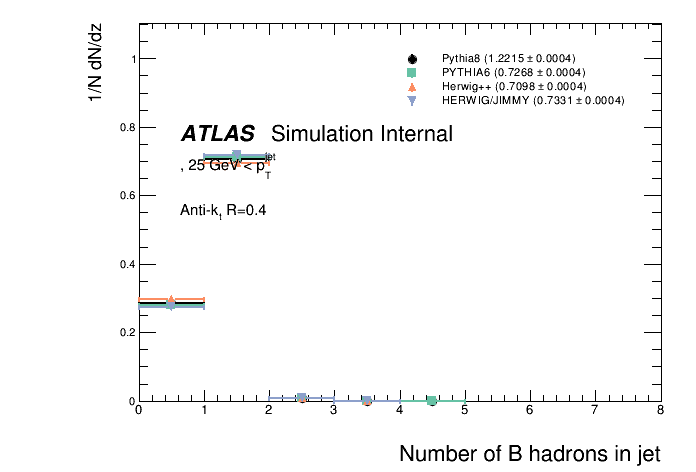 1/N dN/dz
Pythia8 (1.2215 ± 0.0004)
PYTHIA6 (0.7268 ± 0.0004)
Herwig++ (0.7098 ± 0.0004)
HERWIG/JIMMY (0.7331 ± 0.0004)
ATLAS Simulation Internal
, 25 GeV < p_T^jet
Anti-k_t R=0.4
1
0.8
0.6
0.4
0.2
0
0 1 2 3 4 5 6 7 8
Number of B hadrons in jet